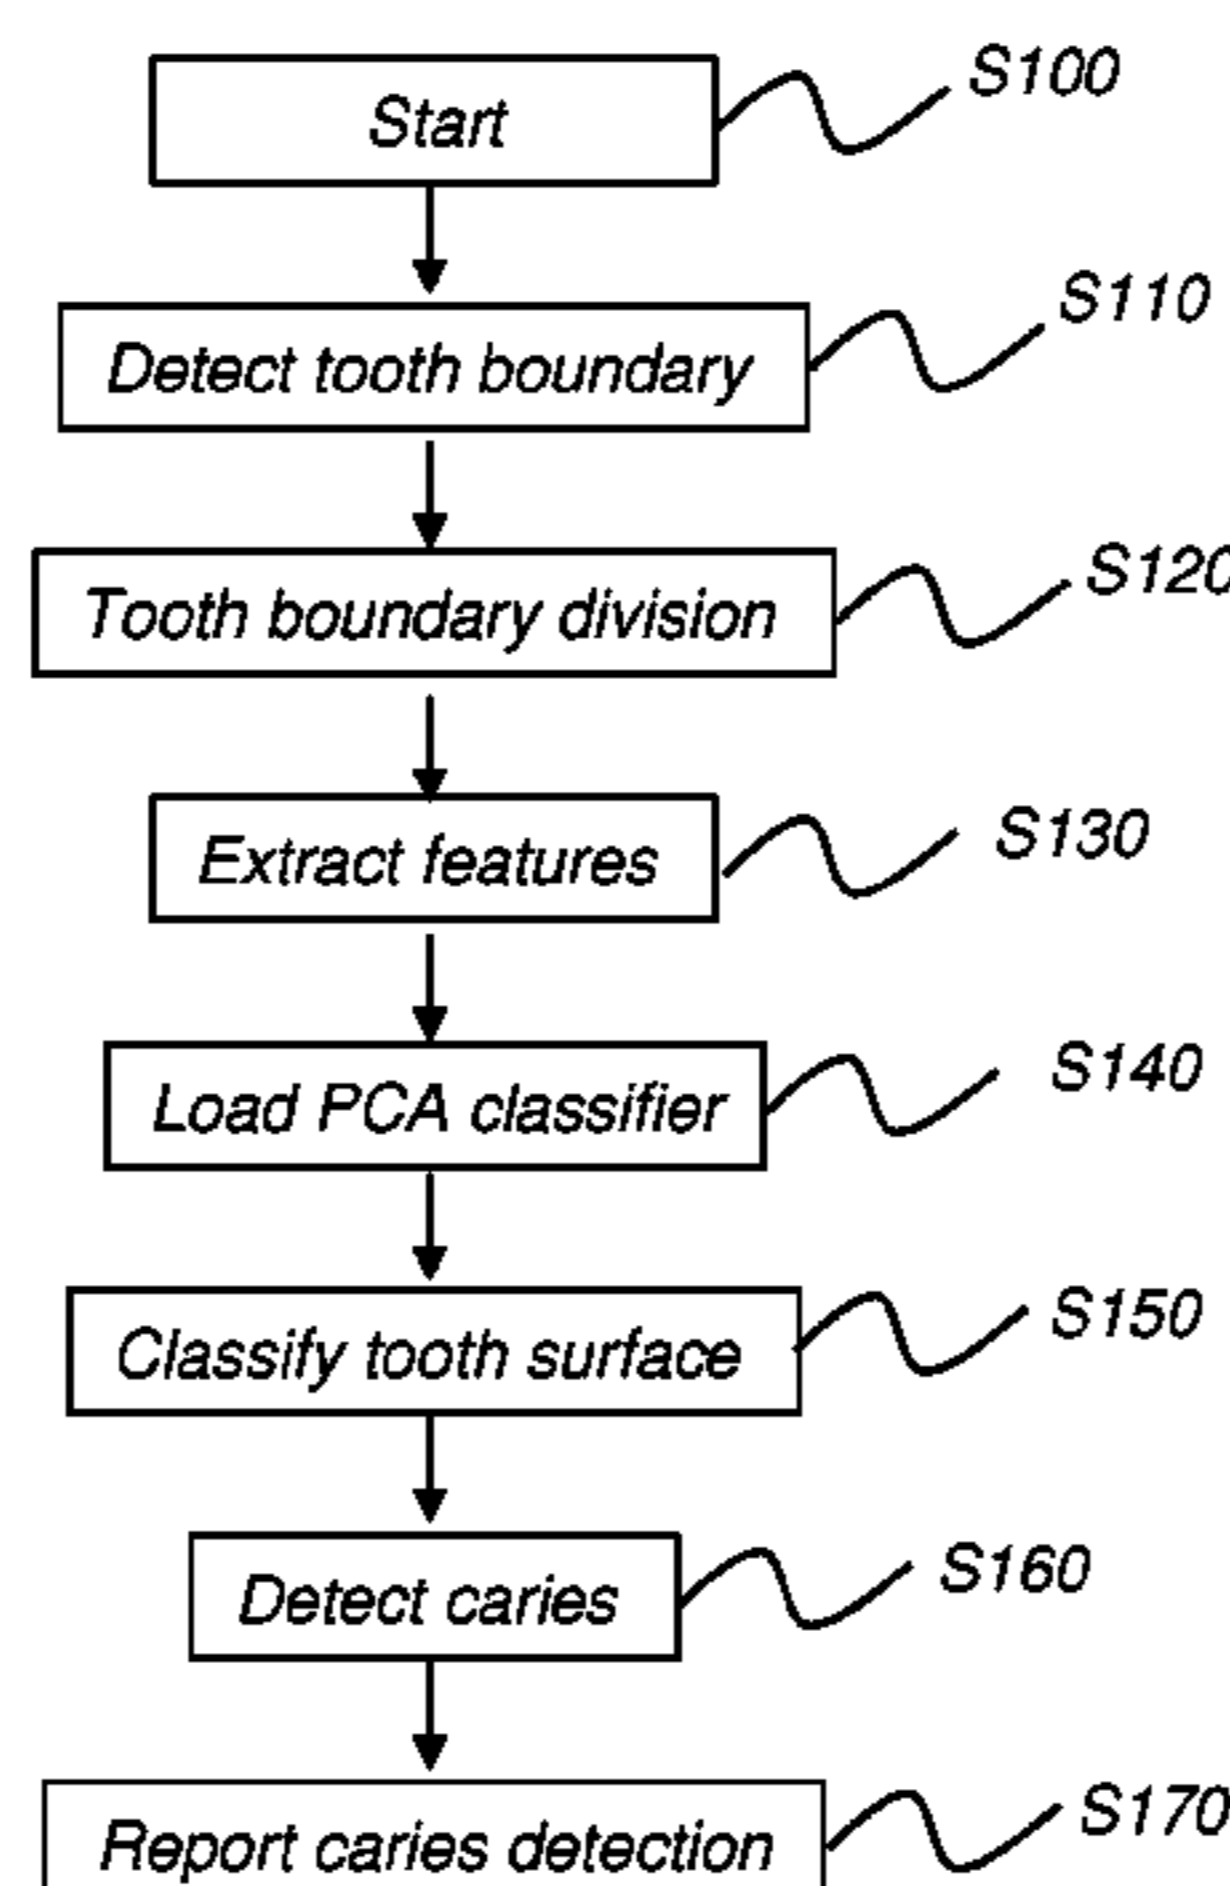 Start
S100
Detect tooth boundary
S110
Tooth boundary division
S120
Extract features
S130
Load PCA classifier
S140
Classify tooth surface
S150
Detect caries
S160
Report caries detection
S170